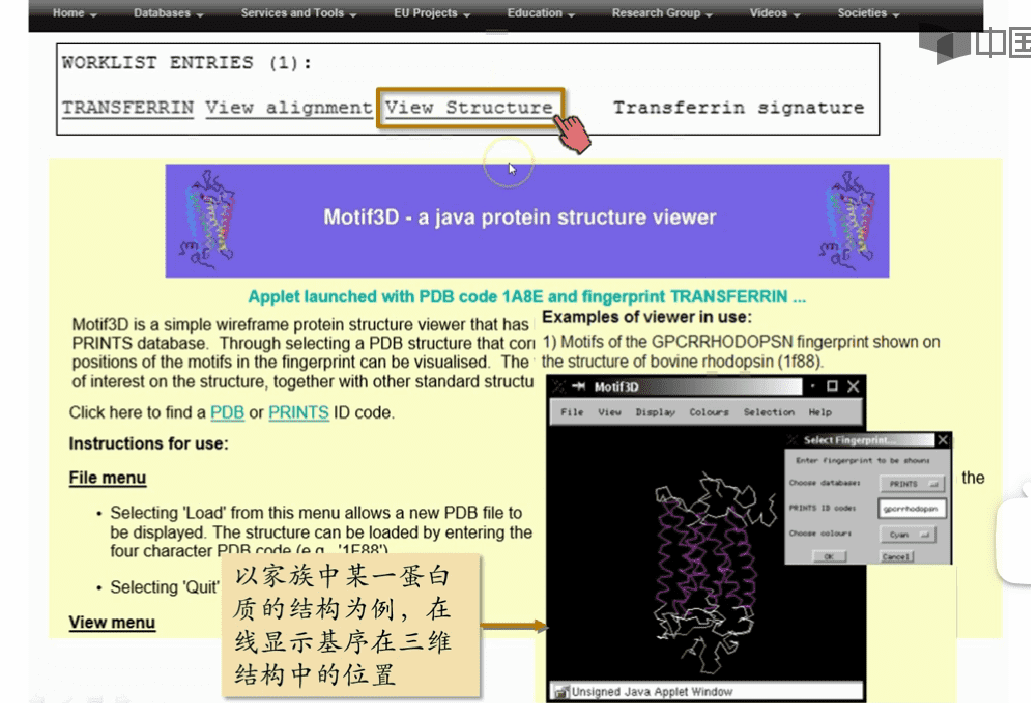 Home Databases Services and Tools EU Projects Education Research Group Videos Societies
中国
WORKLIST ENTRIES (1):
TRANSFERRIN View alignment View Structure Transferrin signature
Motif3D - a java protein structure viewer
Applet launched with PDB code 1A8E and fingerprint TRANSFERRIN ...
Motif3D is a simple wireframe protein structure viewer that has
PRINTS database. Through selecting a PDB structure that corr
positions of the motifs in the fingerprint can be visualised. The
of interest on the structure, together with other standard structu
Click here to find a PDB or PRINTS ID code.
Instructions for use:
File menu
• Selecting 'Load' from this menu allows a new PDB file to
be displayed. The structure can be loaded by entering the
four character PDB code (e.g., '1F88')
• Selecting 'Quit'
View menu
以家族中某一蛋白
质的结构为例，在
线显示基序在三维
结构中的位置
Examples of viewer in use:
1) Motifs of the GPCRRHODOPSN fingerprint shown on
the structure of bovine rhodopsin (1f88).
Motif3D
File View Display Colours Selection Help
Select Fingerprint...
Enter fingerprint to be shown:
Choose database: PRINTS
PRINTS ID code: gpcrrhodopsn
Choose colours Cyan
OK Cancel
the
Unsigned Java Applet Window